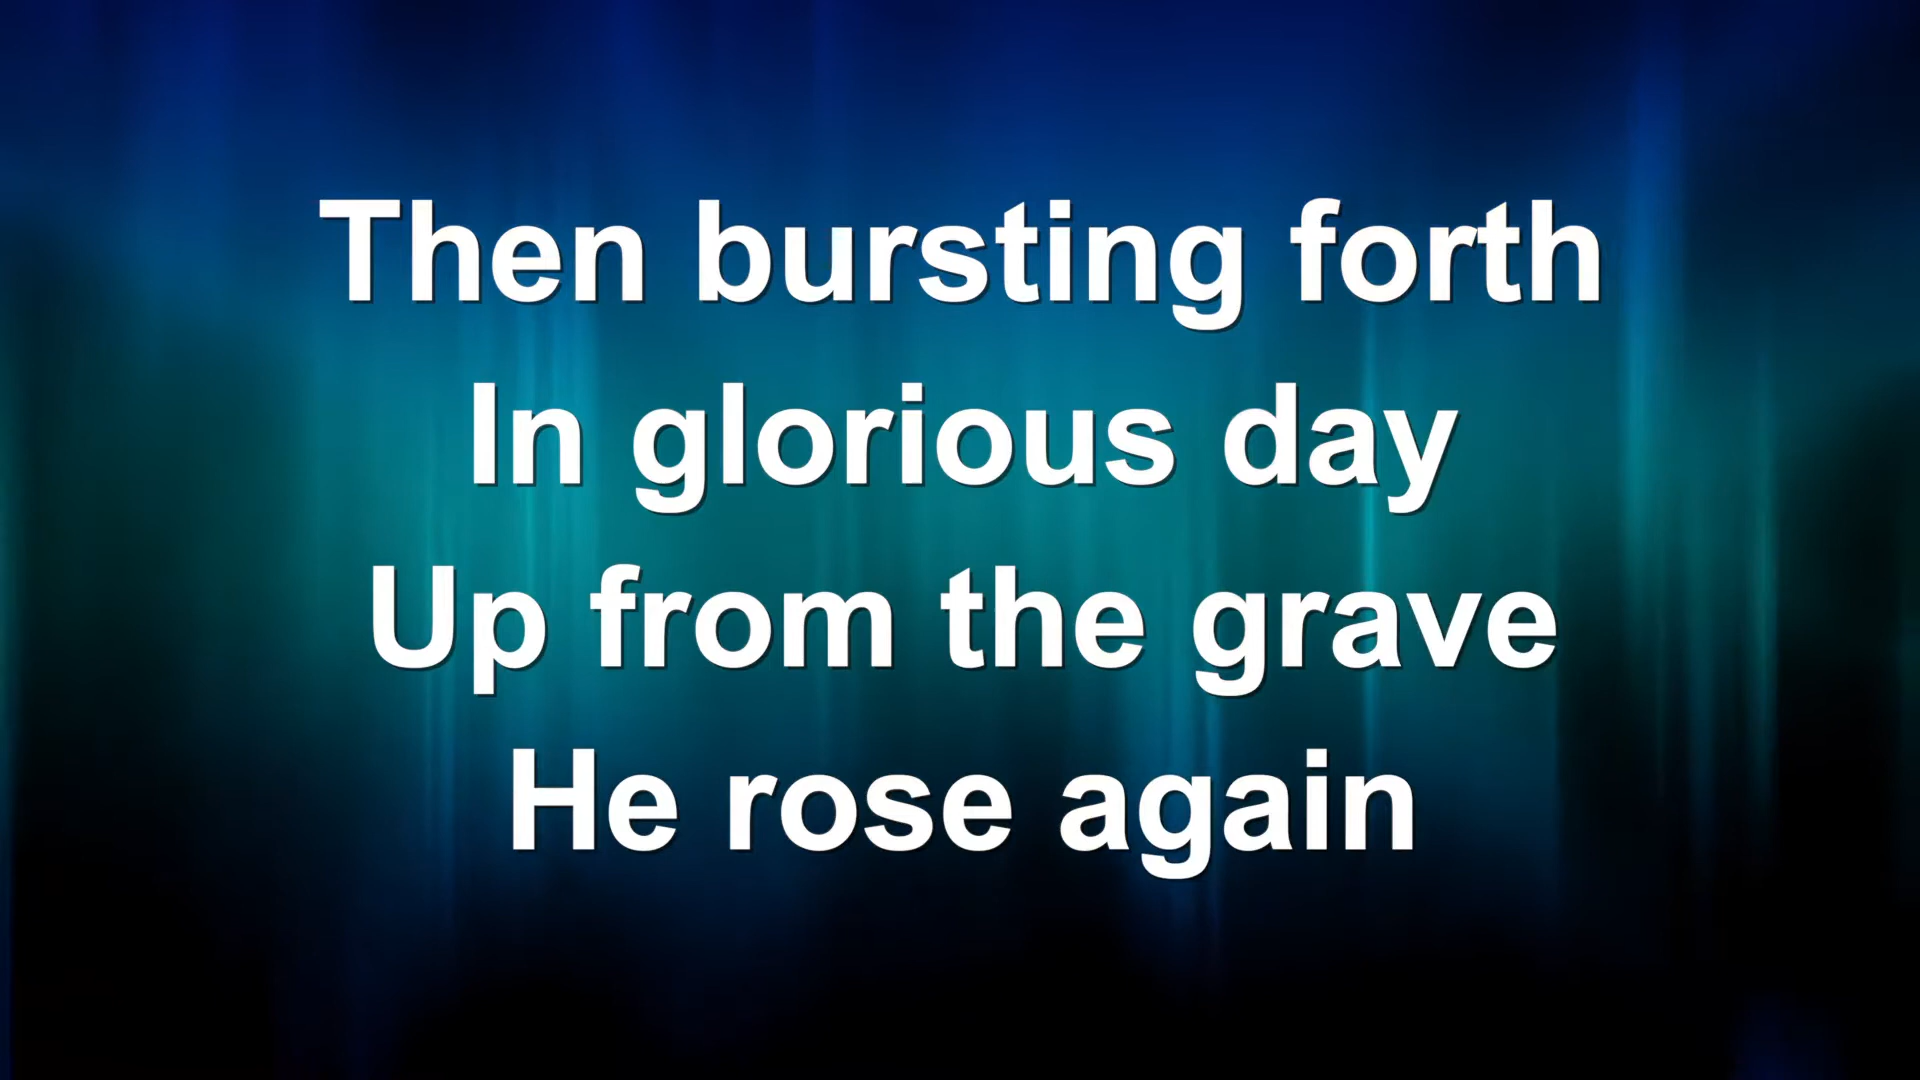 Then bursting forth
In glorious day
Up from the grave
He rose again